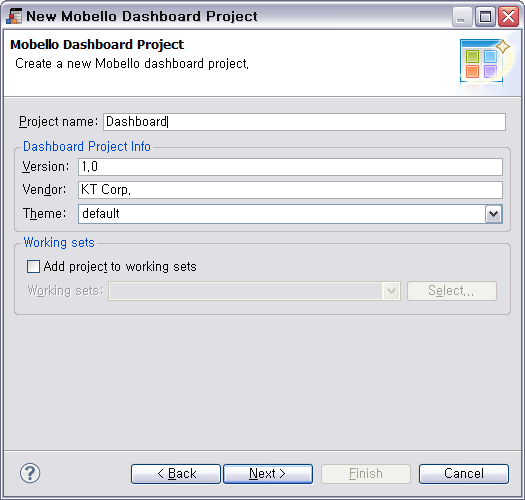 New Mobello Dashboard Project
Mobello Dashboard Project
Create a new Mobello dashboard project.
Project name: Dashboard
Dashboard Project Info
Version: 1.0
Vendor: KT Corp.
Theme: default
Working sets
Add project to working sets
Working sets: Select...
? < Back Next > Finish Cancel